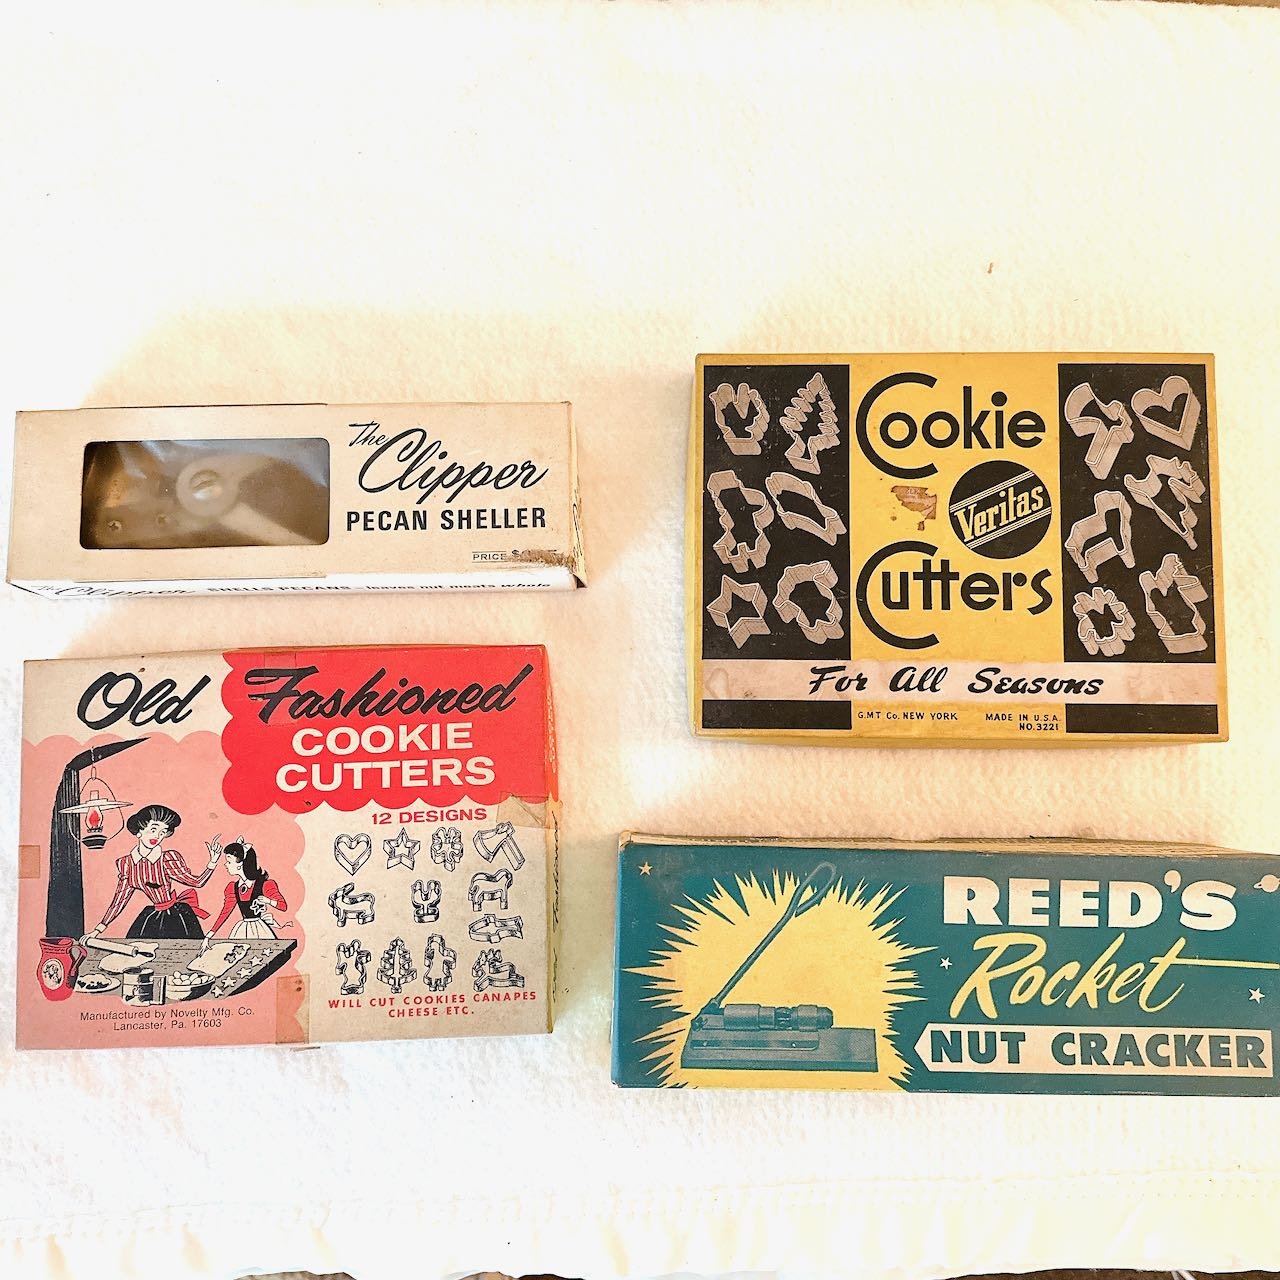 The
Clipper
PECAN SHELLER
PRICE
The Clipper SHELLS PECANS - leaves nut meats whole
Cookie
Veritas
Cutters
For All Seasons
G.M.T Co. NEW YORK MADE IN U.S.A.
NO.3221
Old Fashioned
COOKIE
CUTTERS
12 DESIGNS
WILL CUT COOKIES CANAPES
CHEESE ETC.
Manufactured by Novelty Mfg. Co.
Lancaster, Pa. 17603
REED'S
Rocket
NUT CRACKER